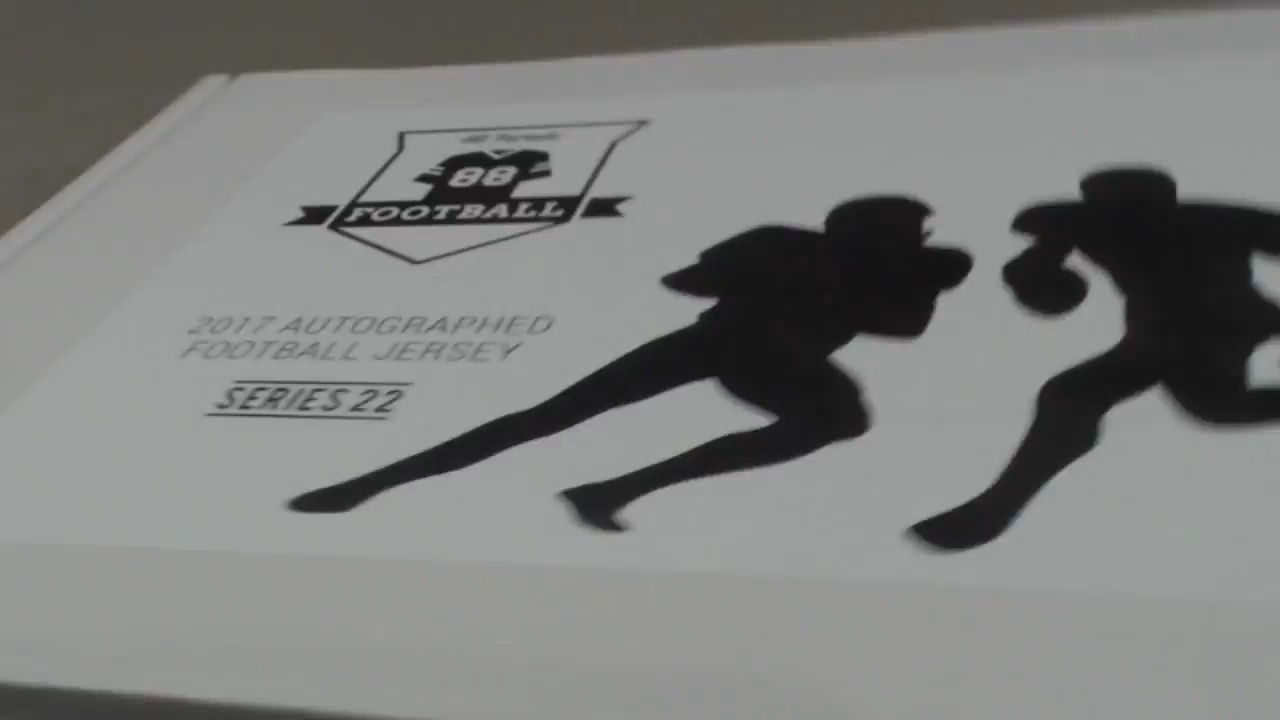 88
FOOTBALL
2017 AUTOGRAPHED
FOOTBALL JERSEY
SERIES 22